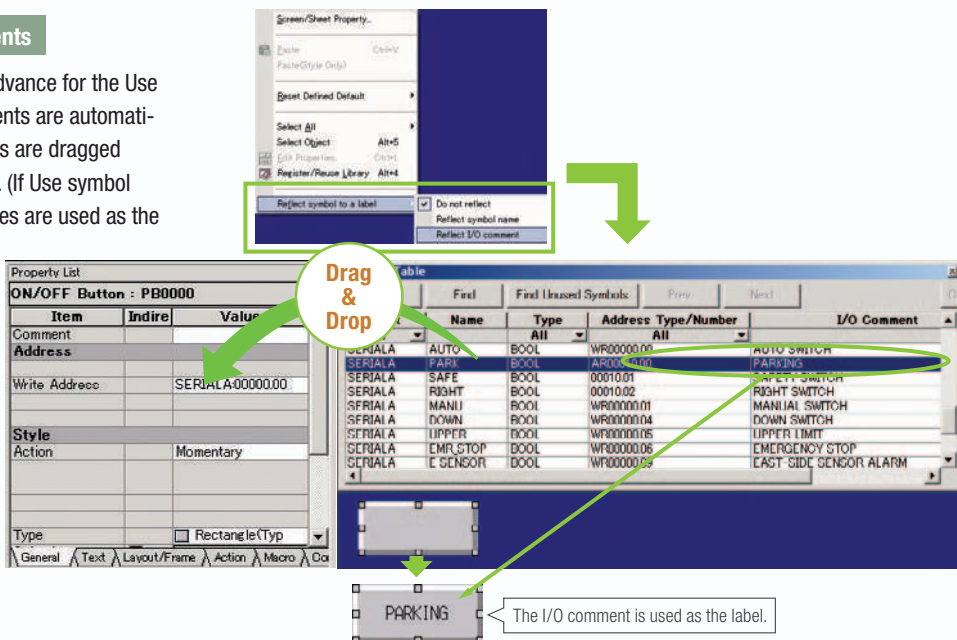 ents
dvance for the Use
ents are automati-
s are dragged
. (If Use symbol
es are used as the
Screen/Sheet Property...
Paste Ctrl+V
Paste(Style Only)
Reset Defined Default
Select All
Select Object Alt+5
Edit Properties Ctrl+L
Register/Reuse Library Alt+4
Reflect symbol to a label
Do not reflect
Reflect symbol name
Reflect I/O comment
Drag
&
Drop
Property List
ON/OFF Button : PB0000
Item Indire Value
Comment
Address
Write Address SERIALA:00000.00
Style
Action Momentary
Type Rectangle(Typ
General Text Layout/Frame Action Macro Co
able
Find Find Unused Symbols Prev Next
Name Type Address Type/Number I/O Comment
All All
SERIALA AUTO BOOL WR00000.00 AUTO SWITCH
SERIALA PARK BOOL PARKING
SERIALA SAFE BOOL 00010.01 SAFETY SWITCH
SERIALA RIGHT BOOL 00010.02 RIGHT SWITCH
SERIALA MANU BOOL WR00000.01 MANUAL SWITCH
SERIALA DOWN BOOL WR00000.04 DOWN SWITCH
SERIALA UPPER BOOL WR00000.05 UPPER LIMIT
SERIALA EMR_STOP BOOL WR00000.06 EMERGENCY STOP
SERIALA E SENSOR BOOL WR00000.09 EAST-SIDE SENSOR ALARM
PARKING
The I/O comment is used as the label.